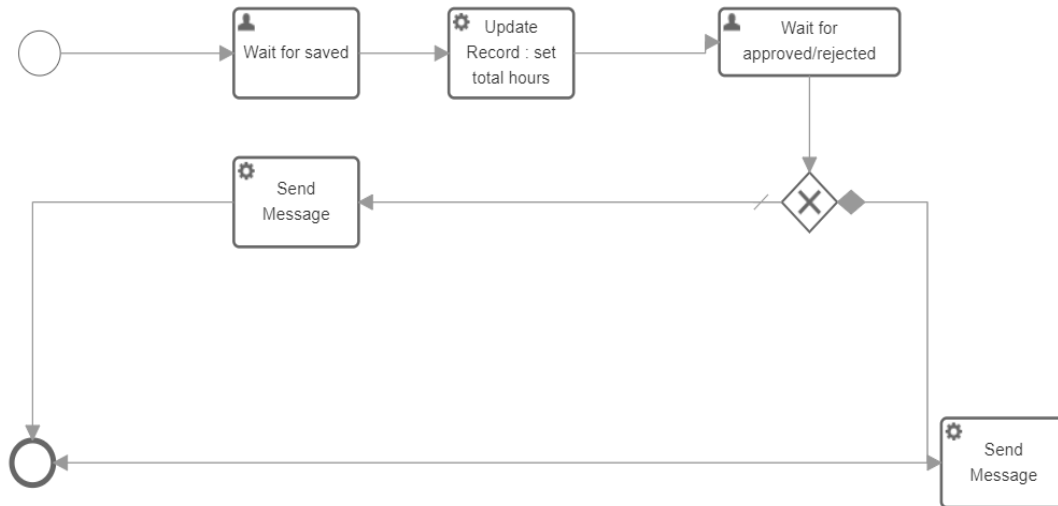 Wait for saved
Update
Record : set
total hours
Wait for
approved/rejected
Send
Message
Send
Message